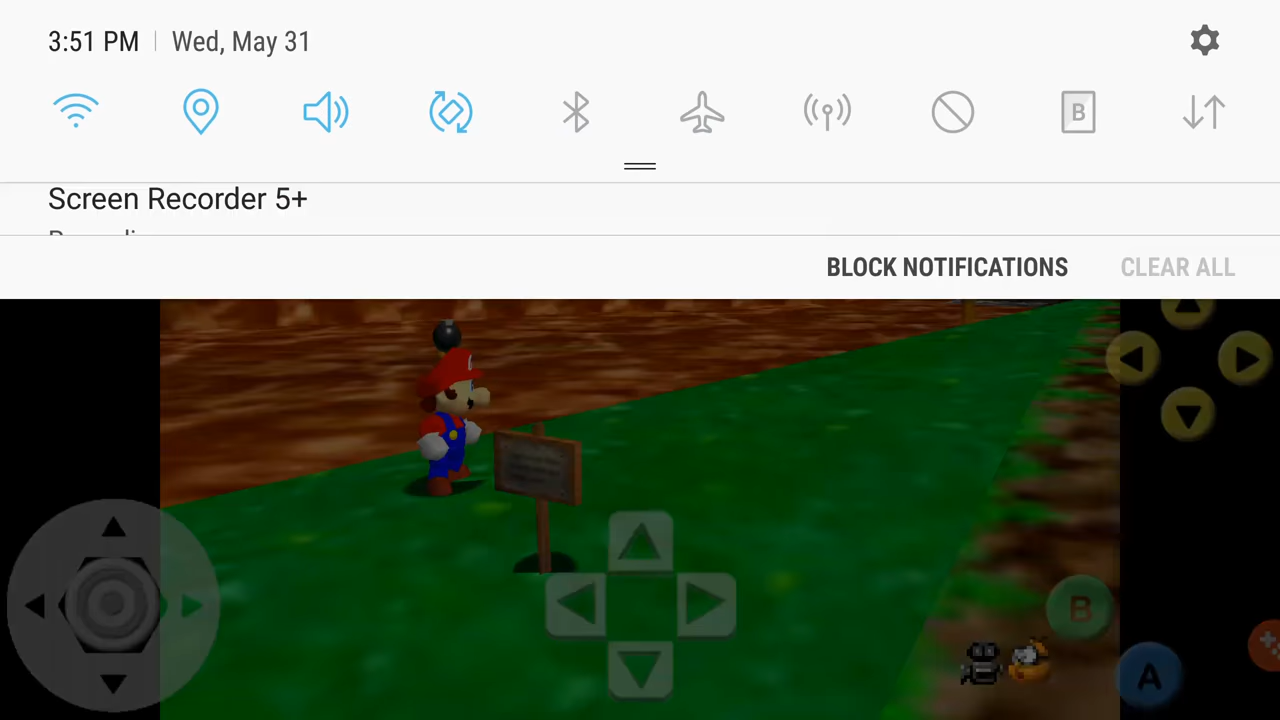 3:51 PM | Wed, May 31
B
Screen Recorder 5+
BLOCK NOTIFICATIONS CLEAR ALL
B
A